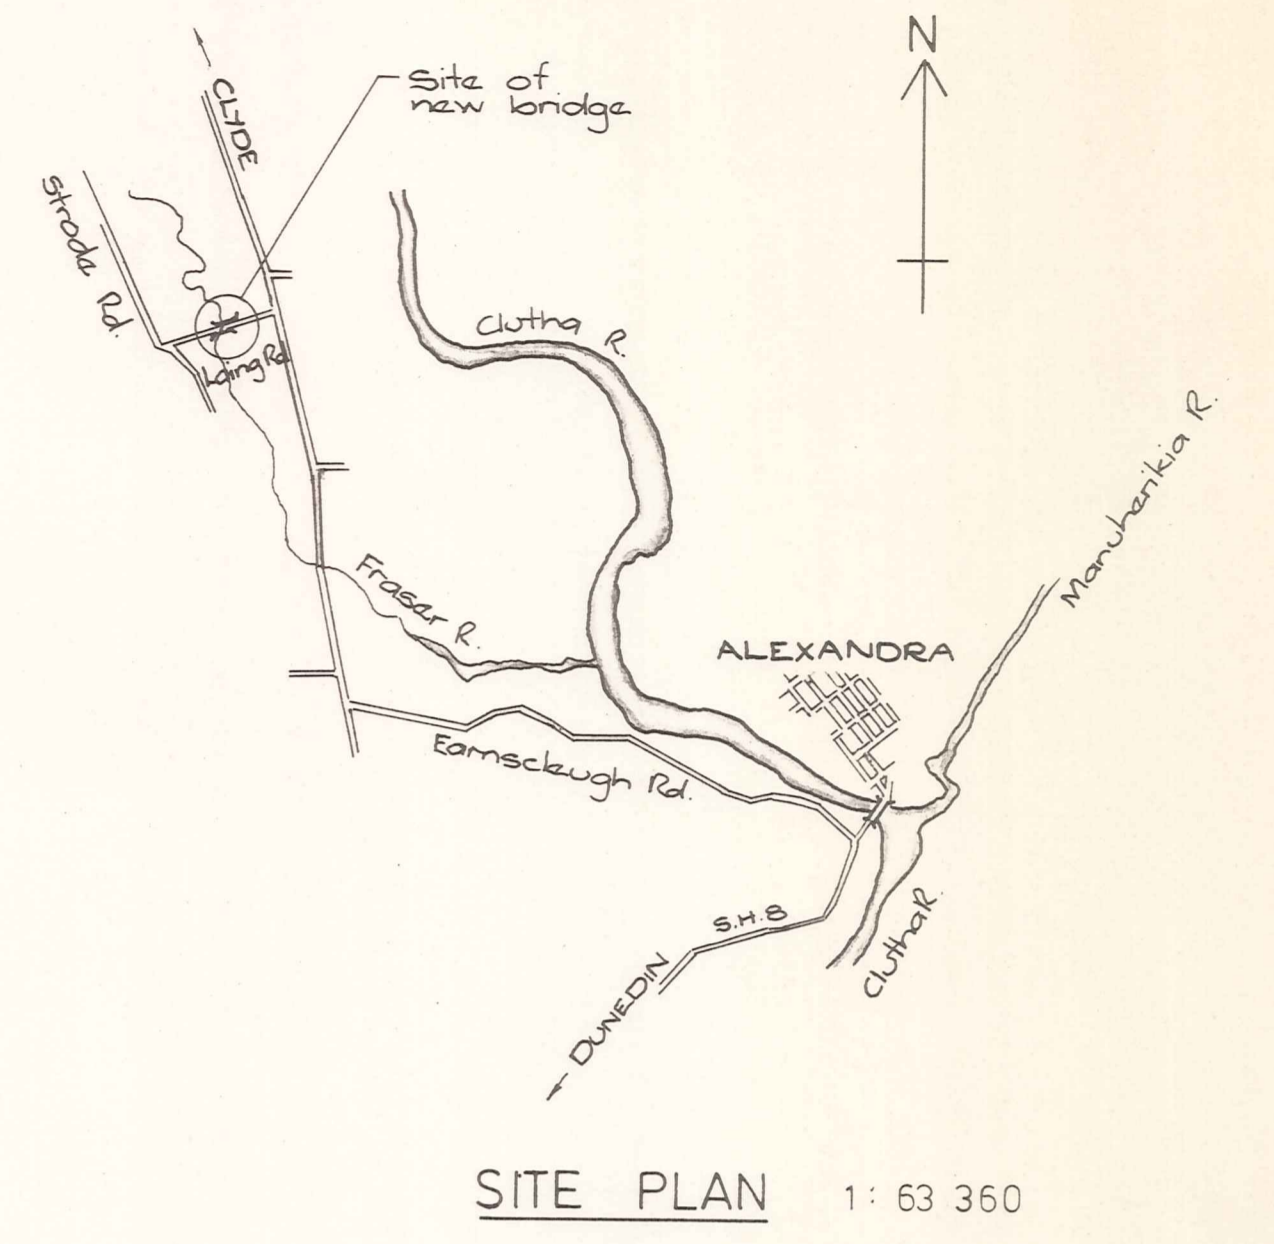 N
Site of
new bridge
CLYDE
Stroda Rd.
Laing Rd
Clutha R.
Manuherikia R.
Fraser R.
ALEXANDRA
Earnscleugh Rd.
S.H.8
Clutha R.
DUNEDIN
SITE PLAN 1:63 360